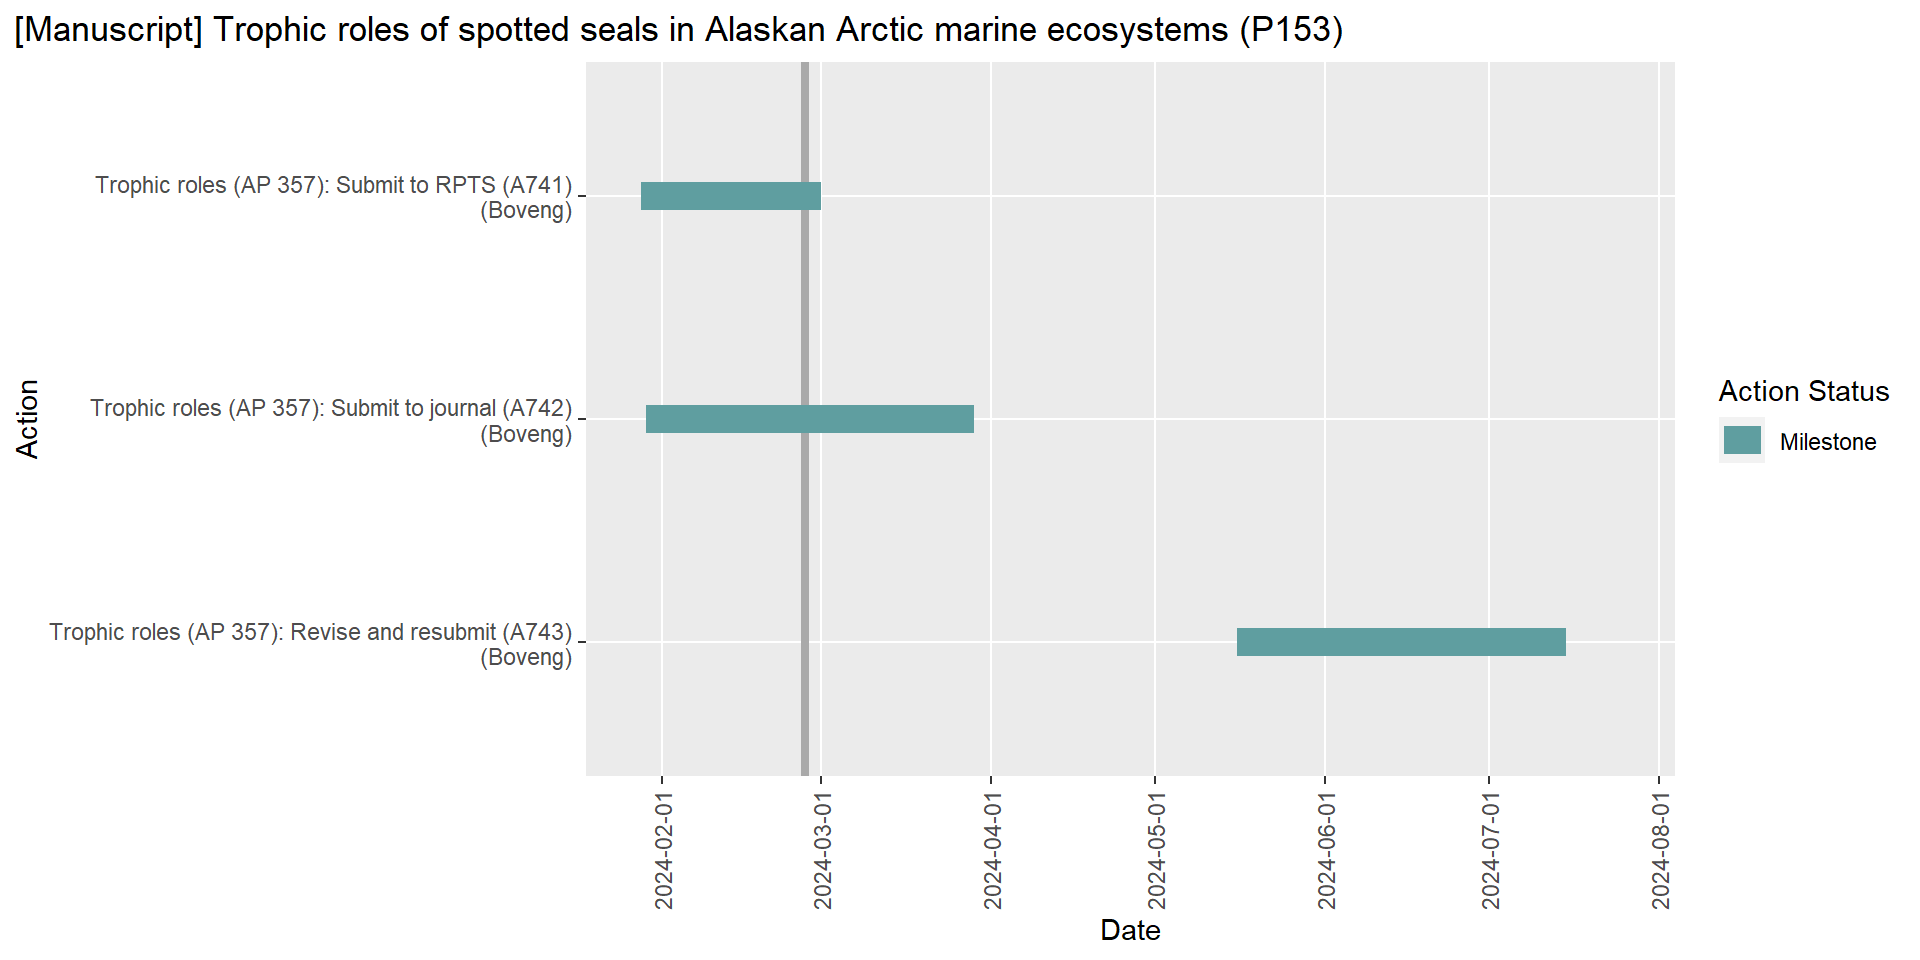 [Manuscript] Trophic roles of spotted seals in Alaskan Arctic marine ecosystems (P153)
Action
Trophic roles (AP 357): Submit to RPTS (A741)
(Boveng)
Trophic roles (AP 357): Submit to journal (A742)
(Boveng)
Trophic roles (AP 357): Revise and resubmit (A743)
(Boveng)
2024-02-01
2024-03-01
2024-04-01
2024-05-01
2024-06-01
2024-07-01
2024-08-01
Date
Action Status
Milestone